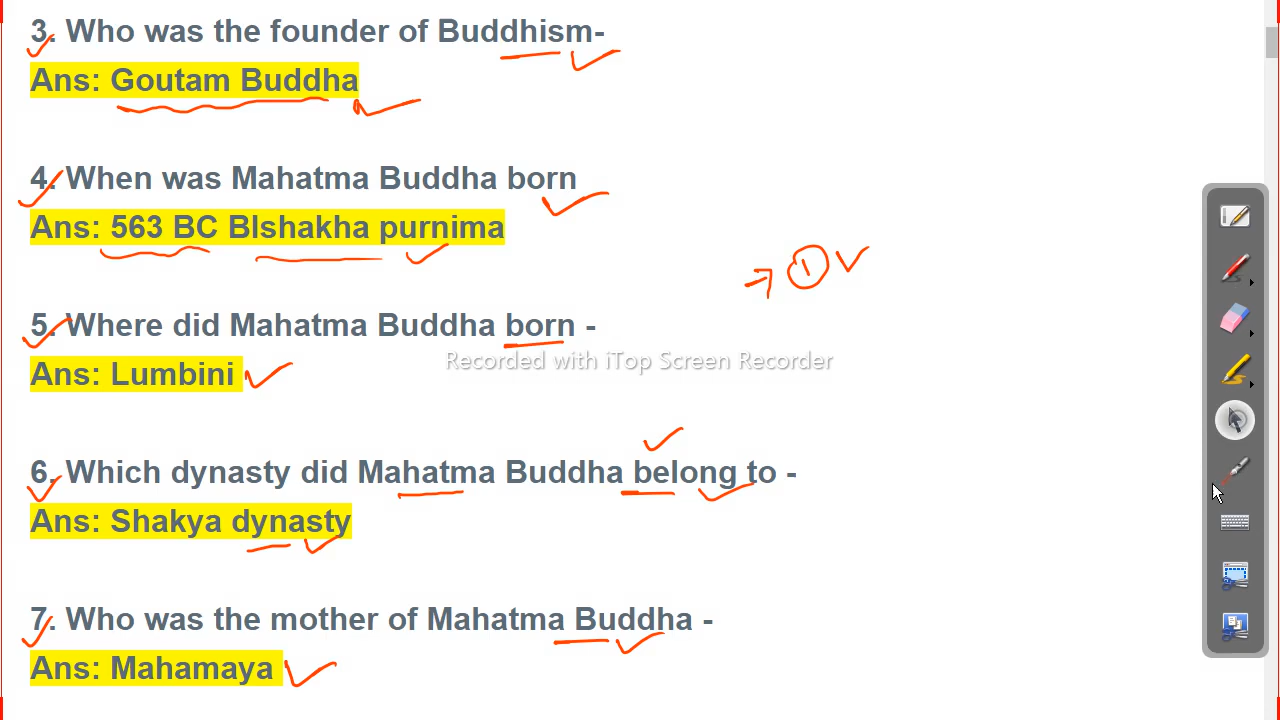 3. Who was the founder of Buddhism-
Ans: Goutam Buddha
4. When was Mahatma Buddha born
Ans: 563 BC BIshakha purnima
→ 1
5. Where did Mahatma Buddha born -
Recorded with iTop Screen Recorder
Ans: Lumbini
6. Which dynasty did Mahatma Buddha belong to -
Ans: Shakya dynasty
7. Who was the mother of Mahatma Buddha -
Ans: Mahamaya